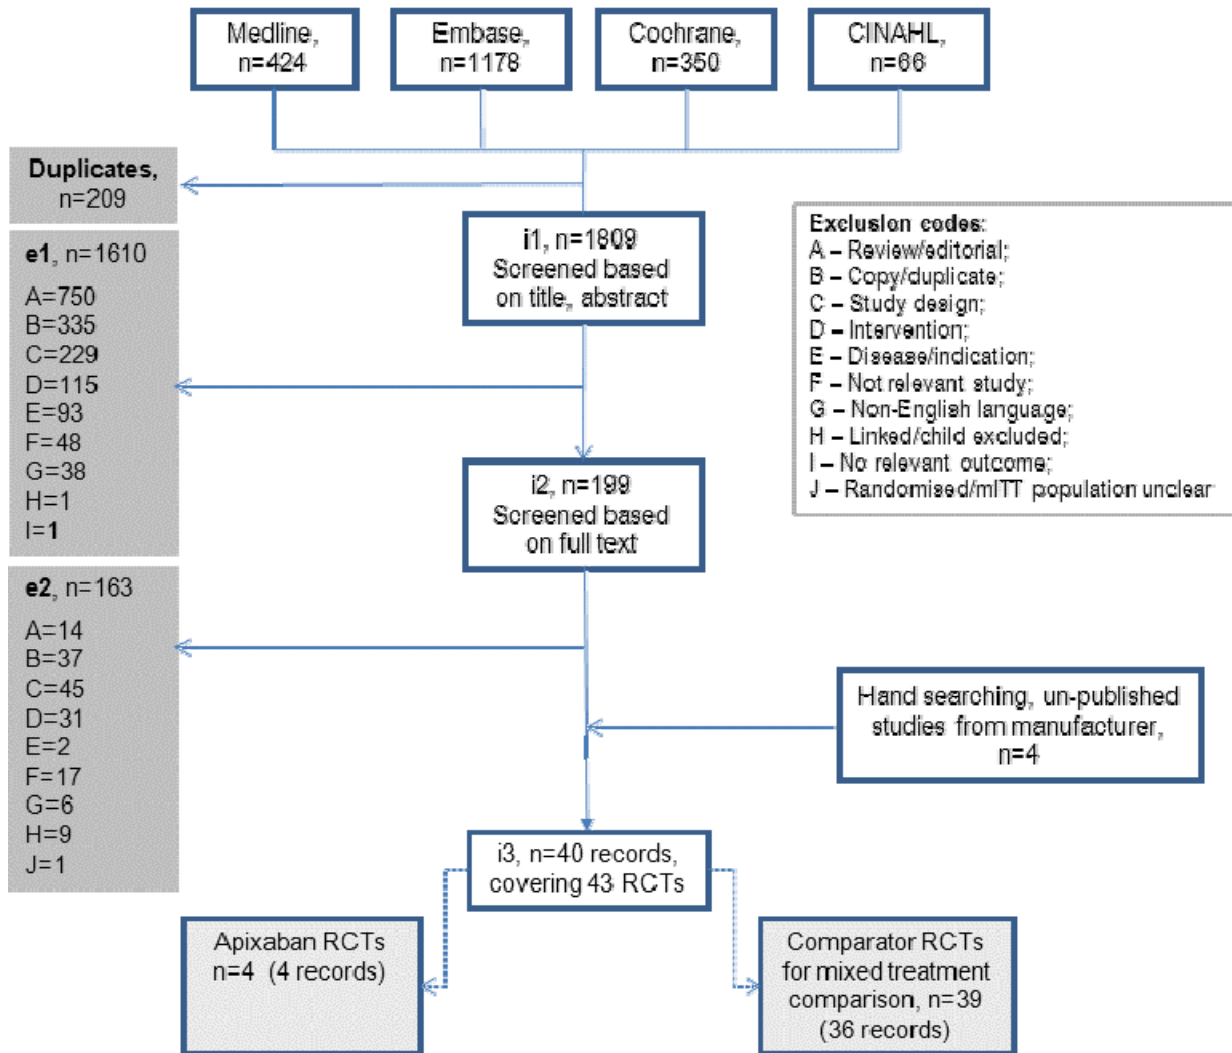 Medline,
n=424
Embase,
n=1178
Cochrane,
n=350
CINAHL,
n=66
Duplicates,
n=209
i1, n=1809
Screened based
on title, abstract
Exclusion codes:
A – Review/editorial;
B – Copy/duplicate;
C – Study design;
D – Intervention;
E – Disease/indication;
F – Not relevant study;
G – Non-English language;
H – Linked/child excluded;
I – No relevant outcome;
J – Randomised/mITT population unclear
e1, n=1610
A=750
B=335
C=229
D=115
E=93
F=48
G=38
H=1
I=1
i2, n=199
Screened based
on full text
e2, n=163
A=14
B=37
C=45
D=31
E=2
F=17
G=6
H=9
J=1
Hand searching, un-published
studies from manufacturer,
n=4
i3, n=40 records,
covering 43 RCTs
Apixaban RCTs
n=4 (4 records)
Comparator RCTs
for mixed treatment
comparison, n=39
(36 records)